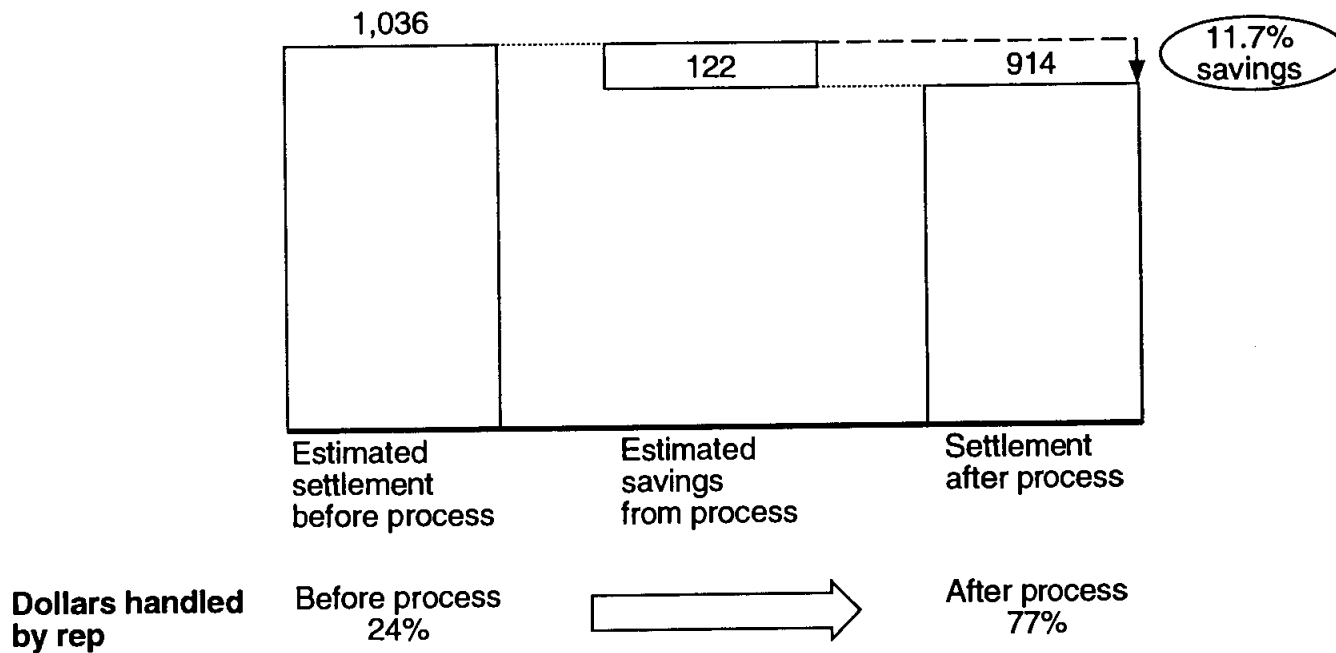 1,036
122
914
11.7%
savings
Estimated
settlement
before process
Estimated
savings
from process
Settlement
after process
Dollars handled
by rep
Before process
24%
After process
77%